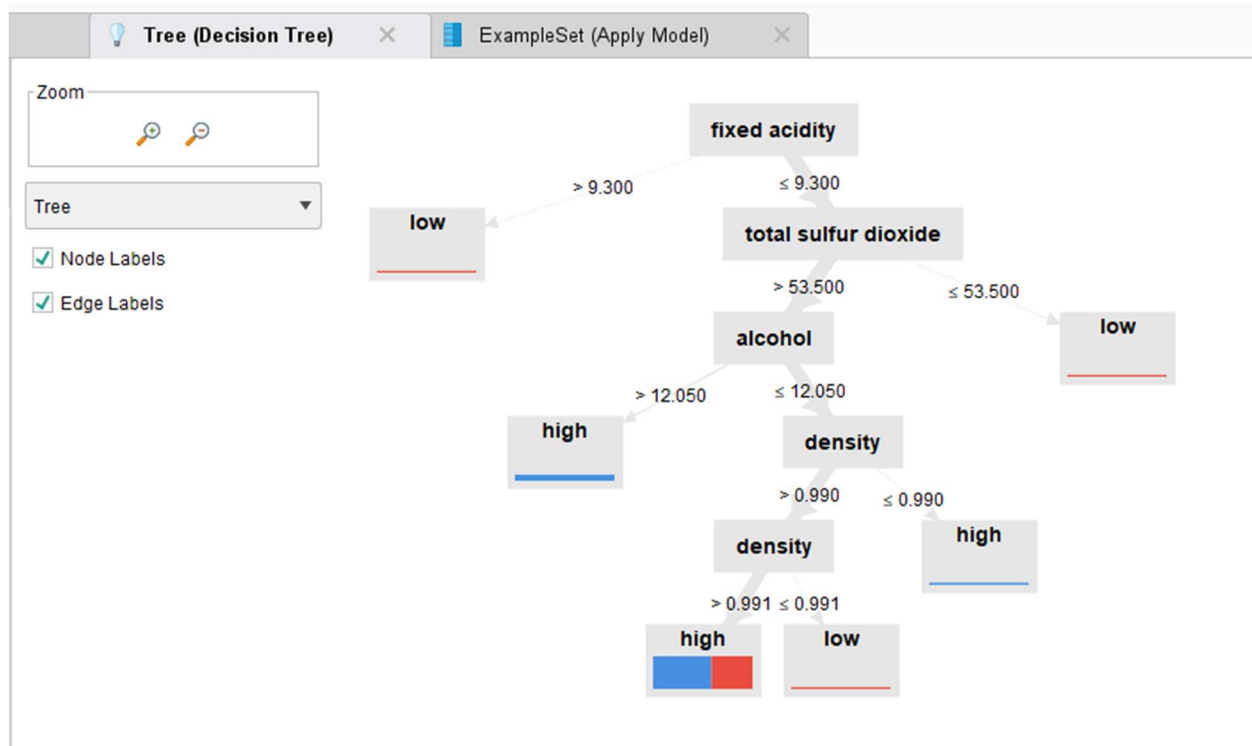 Tree (Decision Tree)
ExampleSet (Apply Model)
Zoom
Tree
Node Labels
Edge Labels
fixed acidity
> 9.300
≤ 9.300
low
total sulfur dioxide
> 53.500
≤ 53.500
alcohol
low
> 12.050
≤ 12.050
high
density
> 0.990
≤ 0.990
density
high
> 0.991
≤ 0.991
high
low